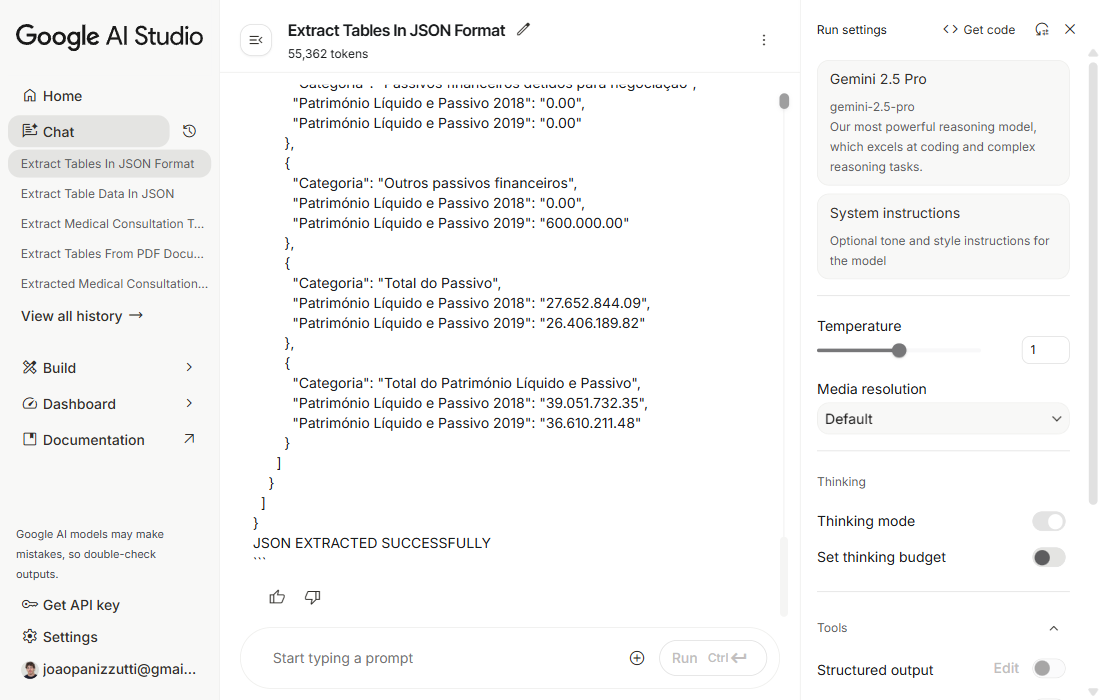 Google AI Studio
Home
Chat
Extract Tables In JSON Format
Extract Table Data In JSON
Extract Medical Consultation T...
Extract Tables From PDF Docu...
Extracted Medical Consultation...
View all history
Build
Dashboard
Documentation
Google AI models may make
mistakes, so double-check
outputs.
Get API key
Settings
joaopanizzutti@gmai...
Extract Tables In JSON Format
55,362 tokens
"Categoria": "Passivos financeiros detidos para negociação",
"Património Líquido e Passivo 2018": "0.00",
"Património Líquido e Passivo 2019": "0.00"
},
{
"Categoria": "Outros passivos financeiros",
"Património Líquido e Passivo 2018": "0.00",
"Património Líquido e Passivo 2019": "600.000.00"
},
{
"Categoria": "Total do Passivo",
"Património Líquido e Passivo 2018": "27.652.844.09",
"Património Líquido e Passivo 2019": "26.406.189.82"
},
{
"Categoria": "Total do Património Líquido e Passivo",
"Património Líquido e Passivo 2018": "39.051.732.35",
"Património Líquido e Passivo 2019": "36.610.211.48"
}
]
}
]
}
JSON EXTRACTED SUCCESSFULLY
```
Start typing a prompt
Run Ctrl
Run settings
<> Get code
Gemini 2.5 Pro
gemini-2.5-pro
Our most powerful reasoning model,
which excels at coding and complex
reasoning tasks.
System instructions
Optional tone and style instructions for
the model
Temperature
1
Media resolution
Default
Thinking
Thinking mode
Set thinking budget
Tools
Structured output Edit